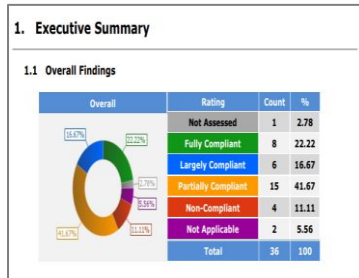 1. Executive Summary
1.1 Overall Findings
Overall Rating Count %
Not Assessed 1 2.78
Fully Compliant 8 22.22
Largely Compliant 6 16.67
Partially Compliant 15 41.67
Non-Compliant 4 11.11
Not Applicable 2 5.56
Total 36 100
16.67%
22.22%
2.78%
5.56%
11.11%
41.67%